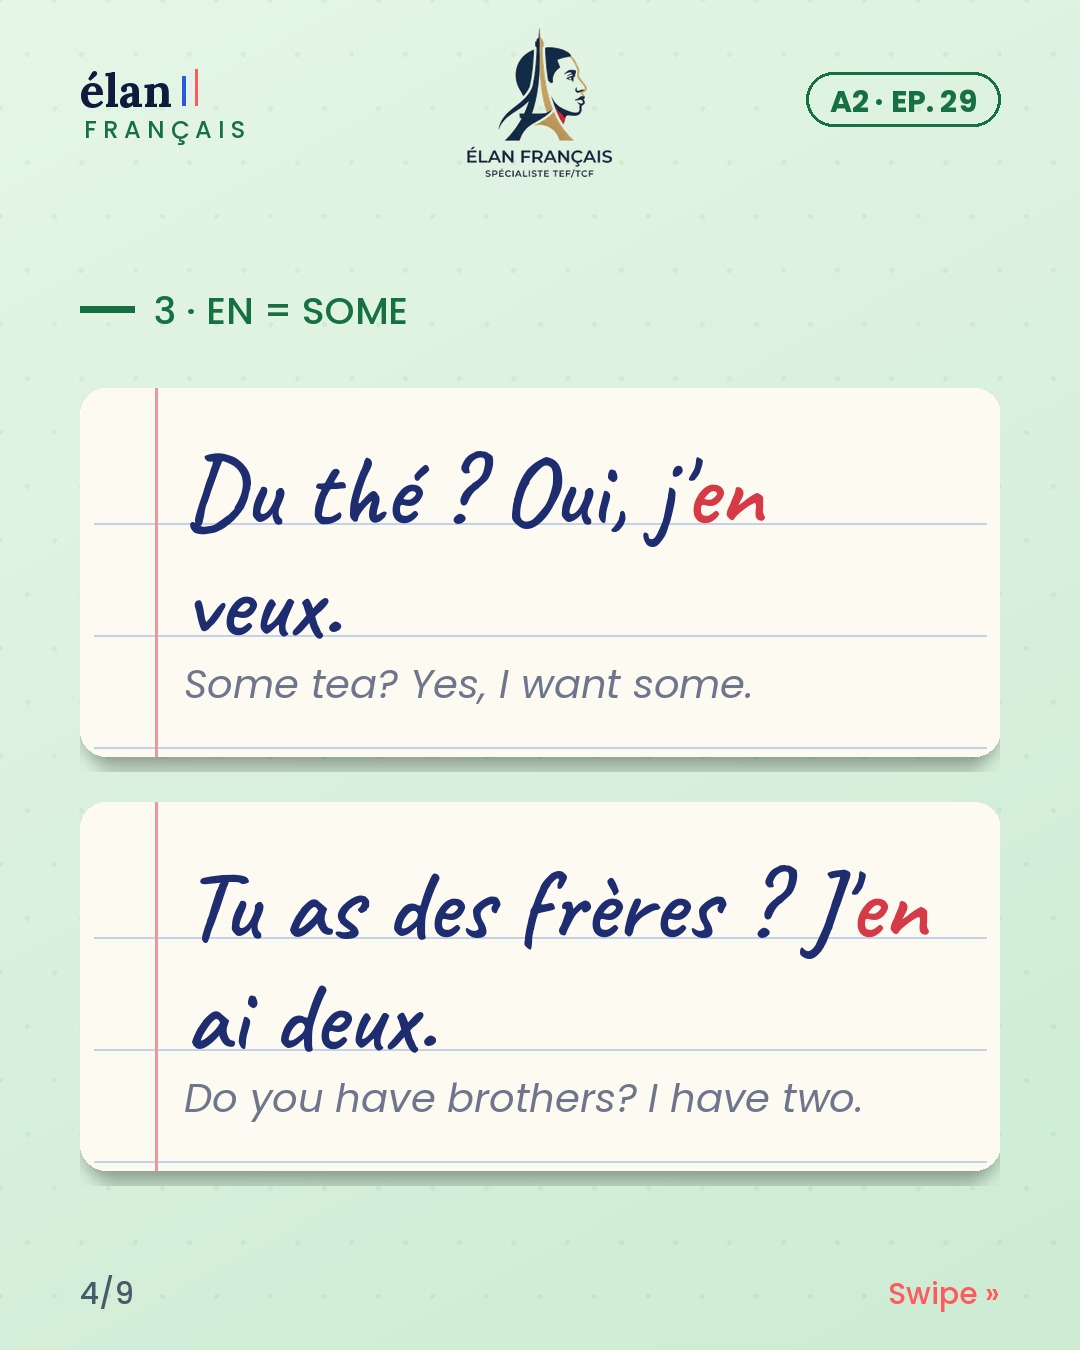 élan
FRANÇAIS
ÉLAN FRANÇAIS
SPÉCIALISTE TEF/TCF
A2 · EP. 29
3 · EN = SOME
Du thé ? Oui, j'en
veux.
Some tea? Yes, I want some.
Tu as des frères ? J'en
ai deux.
Do you have brothers? I have two.
4/9
Swipe »